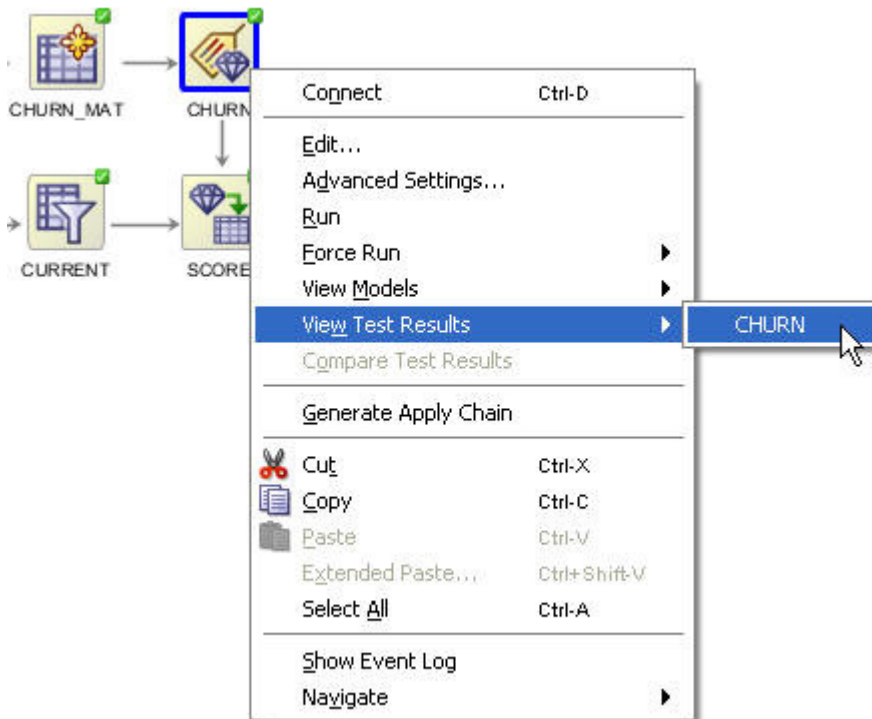 CHURN_MAT
CHURN
CURRENT
SCORE
Connect Ctrl-D
Edit...
Advanced Settings...
Run
Force Run
View Models
View Test Results
CHURN
Compare Test Results
Generate Apply Chain
Cut Ctrl-X
Copy Ctrl-C
Paste Ctrl-V
Extended Paste... Ctrl+Shift-V
Select All Ctrl-A
Show Event Log
Navigate